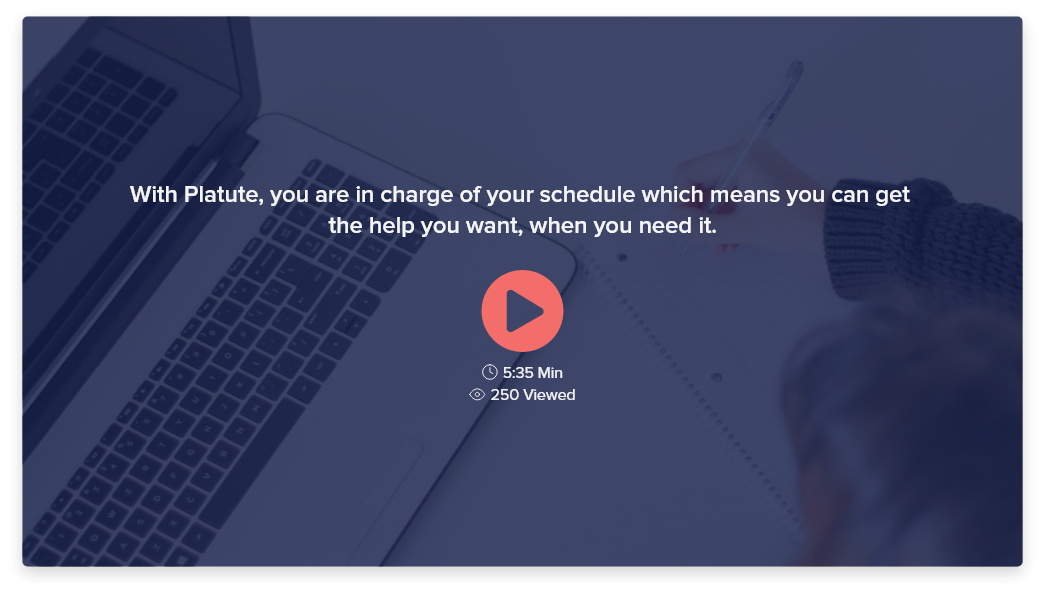 With Platute, you are in charge of your schedule which means you can get
the help you want, when you need it.
5:35 Min
250 Viewed